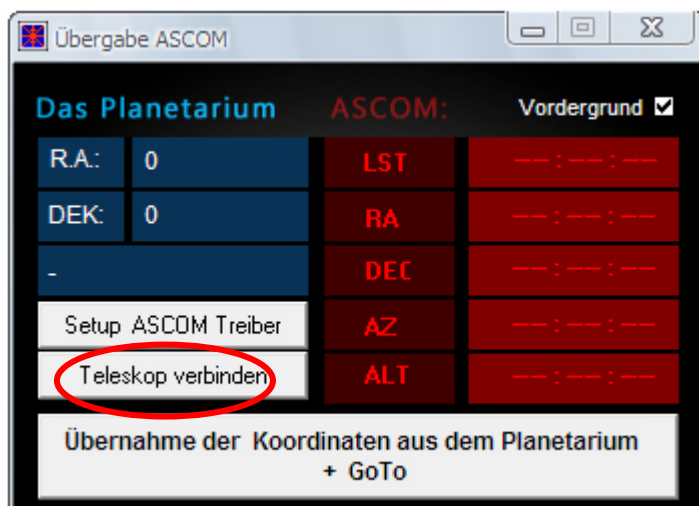 Übergabe ASCOM
Das Planetarium ASCOM: Vordergrund
R.A.: 0 LST --:--:--
DEK: 0 RA --:--:--
- DEC --:--:--
Setup ASCOM Treiber AZ --:--:--
Teleskop verbinden ALT --:--:--
Übernahme der Koordinaten aus dem Planetarium
+ GoTo